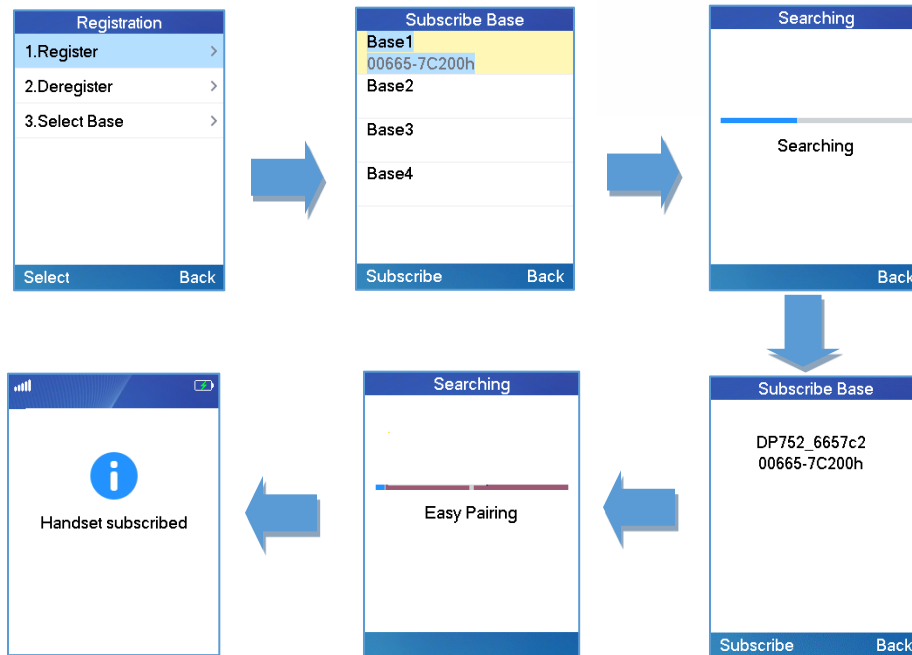 Registration
1.Register
2.Deregister
3.Select Base
Select Back
Subscribe Base
Base1
00665-7C200h
Base2
Base3
Base4
Subscribe Back
Searching
Searching
Back
Subscribe Base
DP752_6657c2
00665-7C200h
Subscribe Back
Searching
Easy Pairing
Handset subscribed